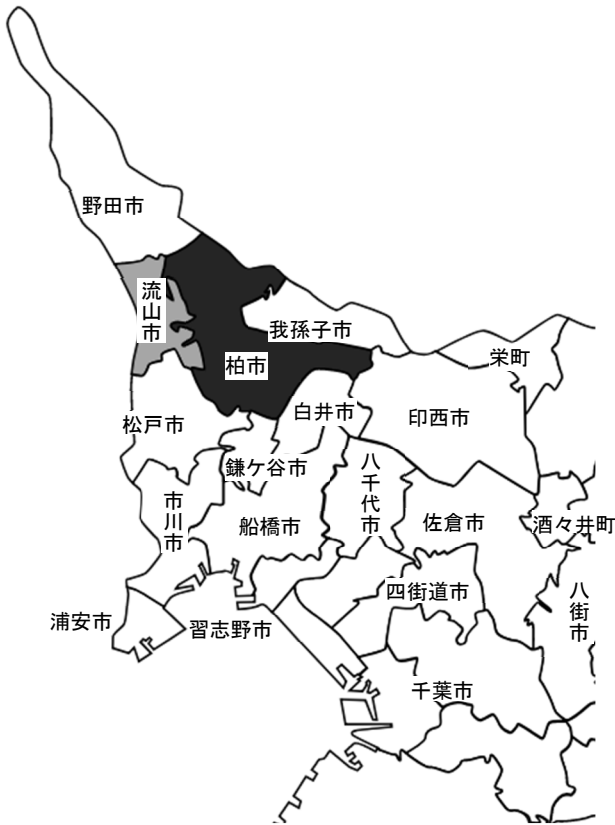 野田市
流山市
我孫子市
栄町
柏市
松戸市
白井市
印西市
鎌ケ谷市
八千代市
市川市
船橋市
佐倉市
酒々井町
四街道市
八街市
浦安市
習志野市
千葉市